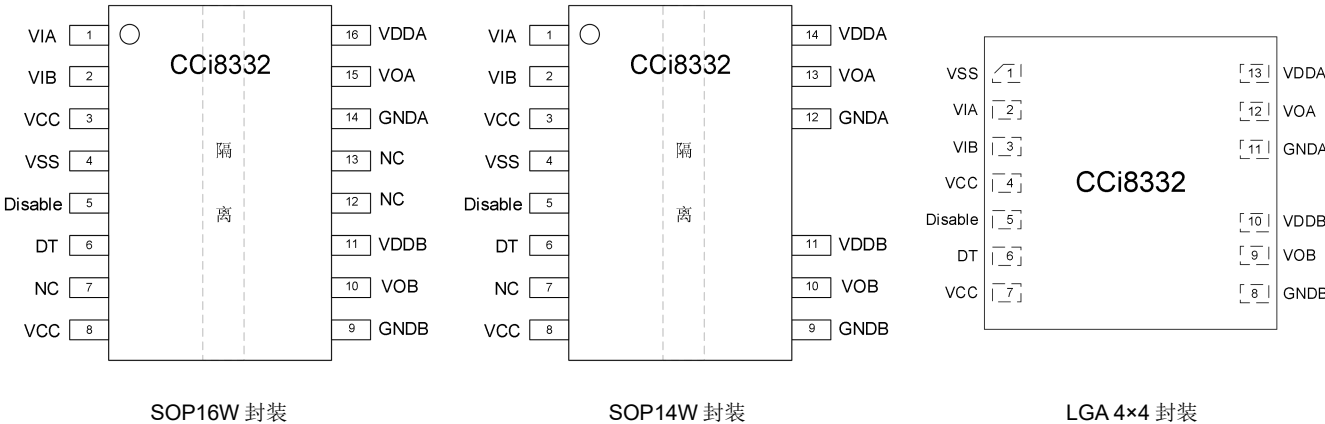 VIA 1 16 VDDA
CCi8332
VIB 2 15 VOA
VCC 3 14 GNDA
隔
VSS 4 13 NC
Disable 5 12 NC
离
DT 6 11 VDDB
NC 7 10 VOB
VCC 8 9 GNDB
SOP16W 封装
VIA 1 14 VDDA
CCi8332
VIB 2 13 VOA
VCC 3 12 GNDA
隔
VSS 4
Disable 5
离
DT 6 11 VDDB
NC 7 10 VOB
VCC 8 9 GNDB
SOP14W 封装
VSS 1 13 VDDA
VIA 2 12 VOA
VIB 3 11 GNDA
VCC 4
CCi8332
Disable 5 10 VDDB
DT 6 9 VOB
VCC 7 8 GNDB
LGA 4×4 封装